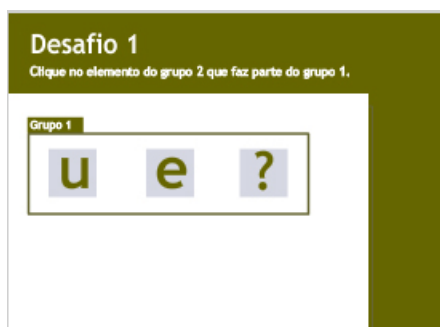 Desafio 1
Clique no elemento do grupo 2 que faz parte do grupo 1.
Grupo 1
u e ?